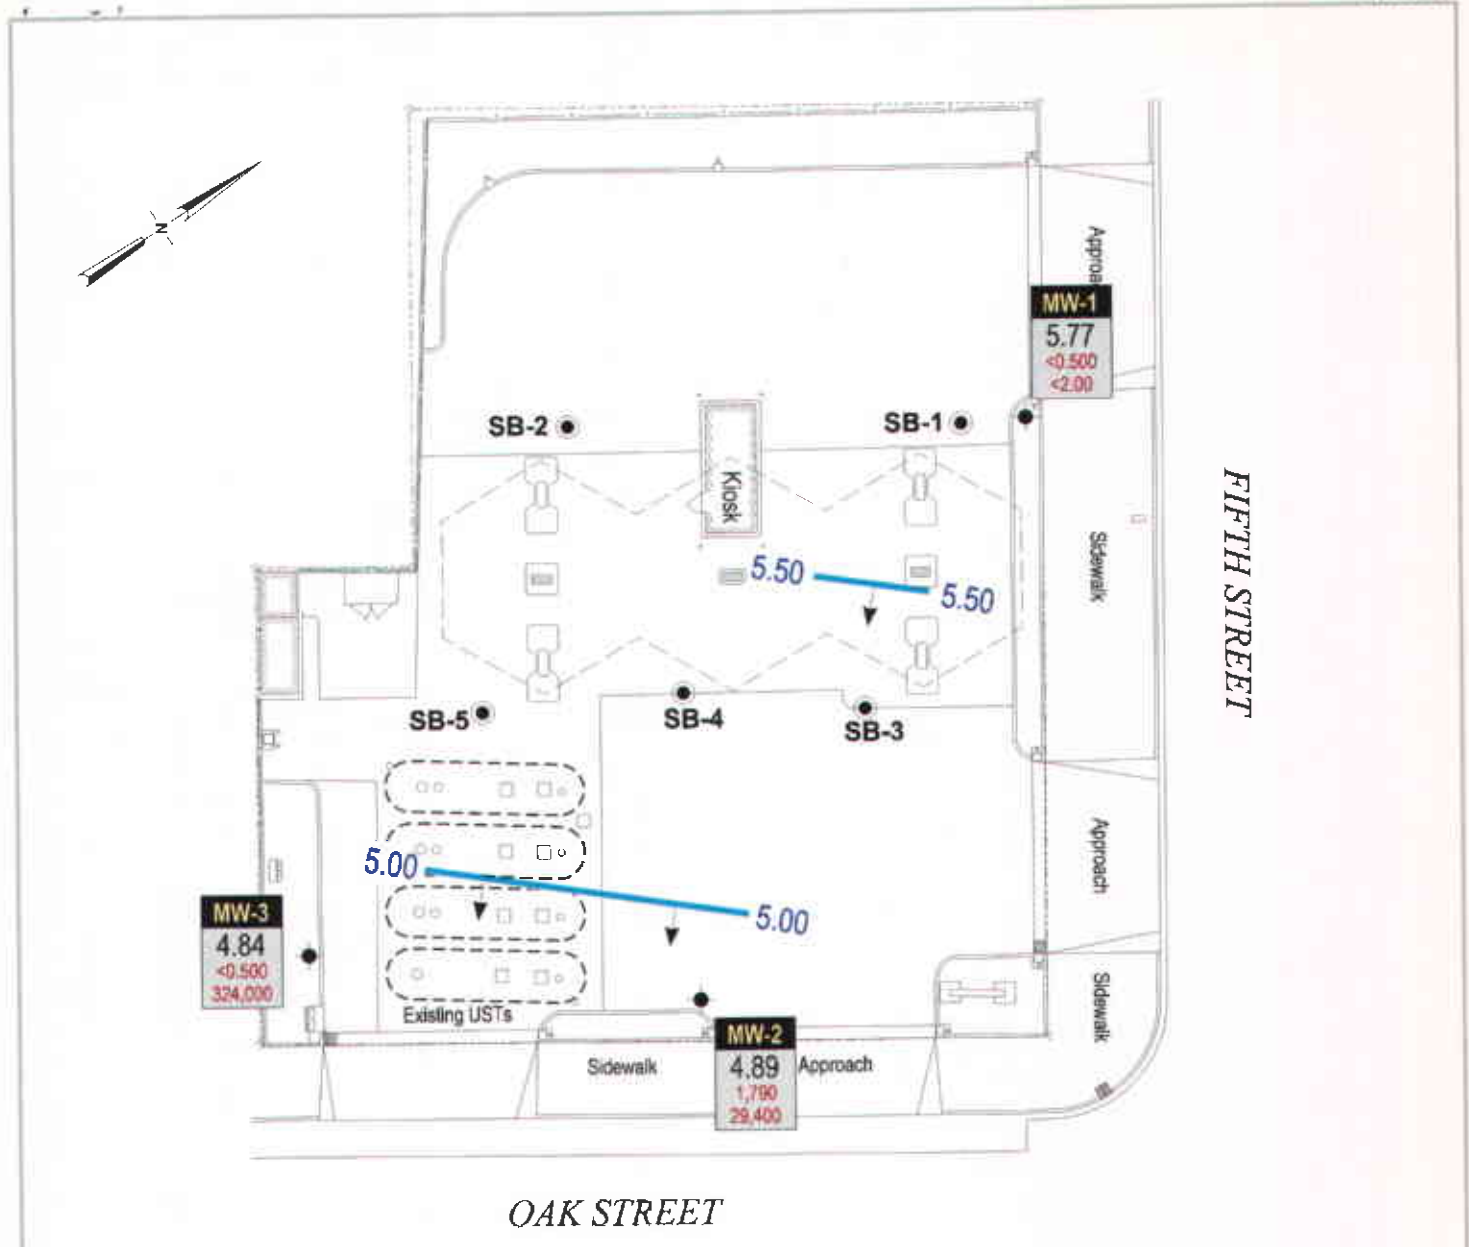 N
Approa
MW-1
5.77
<0.500
<2.00
SB-2
SB-1
Kiosk
FIFTH STREET
Sidewalk
5.50
5.50
SB-5
SB-4
SB-3
Approach
5.00
5.00
MW-3
4.84
<0.500
324,000
Existing USTs
Sidewalk
MW-2
4.89
1,790
29,400
Sidewalk
Approach
OAK STREET